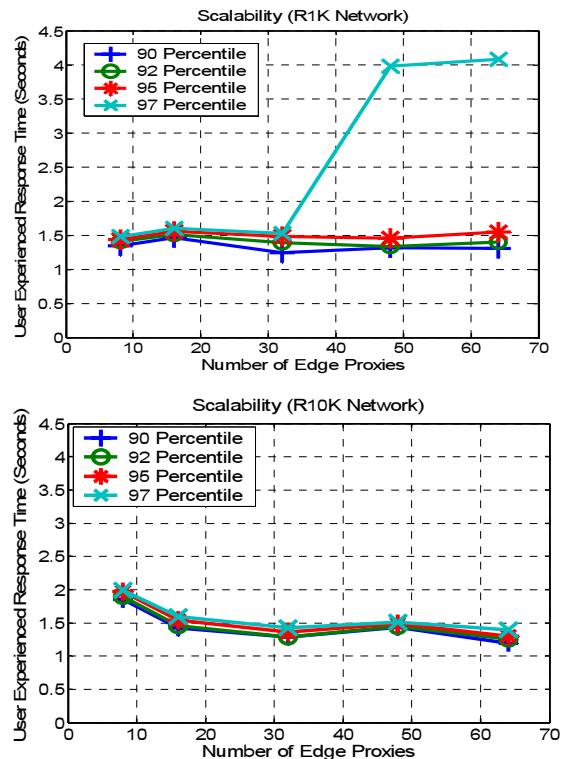 Scalability (R1K Network)
User Experienced Response Time (Seconds)
4.5
4
3.5
3
2.5
2
1.5
1
0.5
0
90 Percentile
92 Percentile
95 Percentile
97 Percentile
0 10 20 30 40 50 60 70
Number of Edge Proxies
Scalability (R10K Network)
User Experienced Response Time (Seconds)
4.5
4
3.5
3
2.5
2
1.5
1
0.5
0
90 Percentile
92 Percentile
95 Percentile
97 Percentile
0 10 20 30 40 50 60 70
Number of Edge Proxies